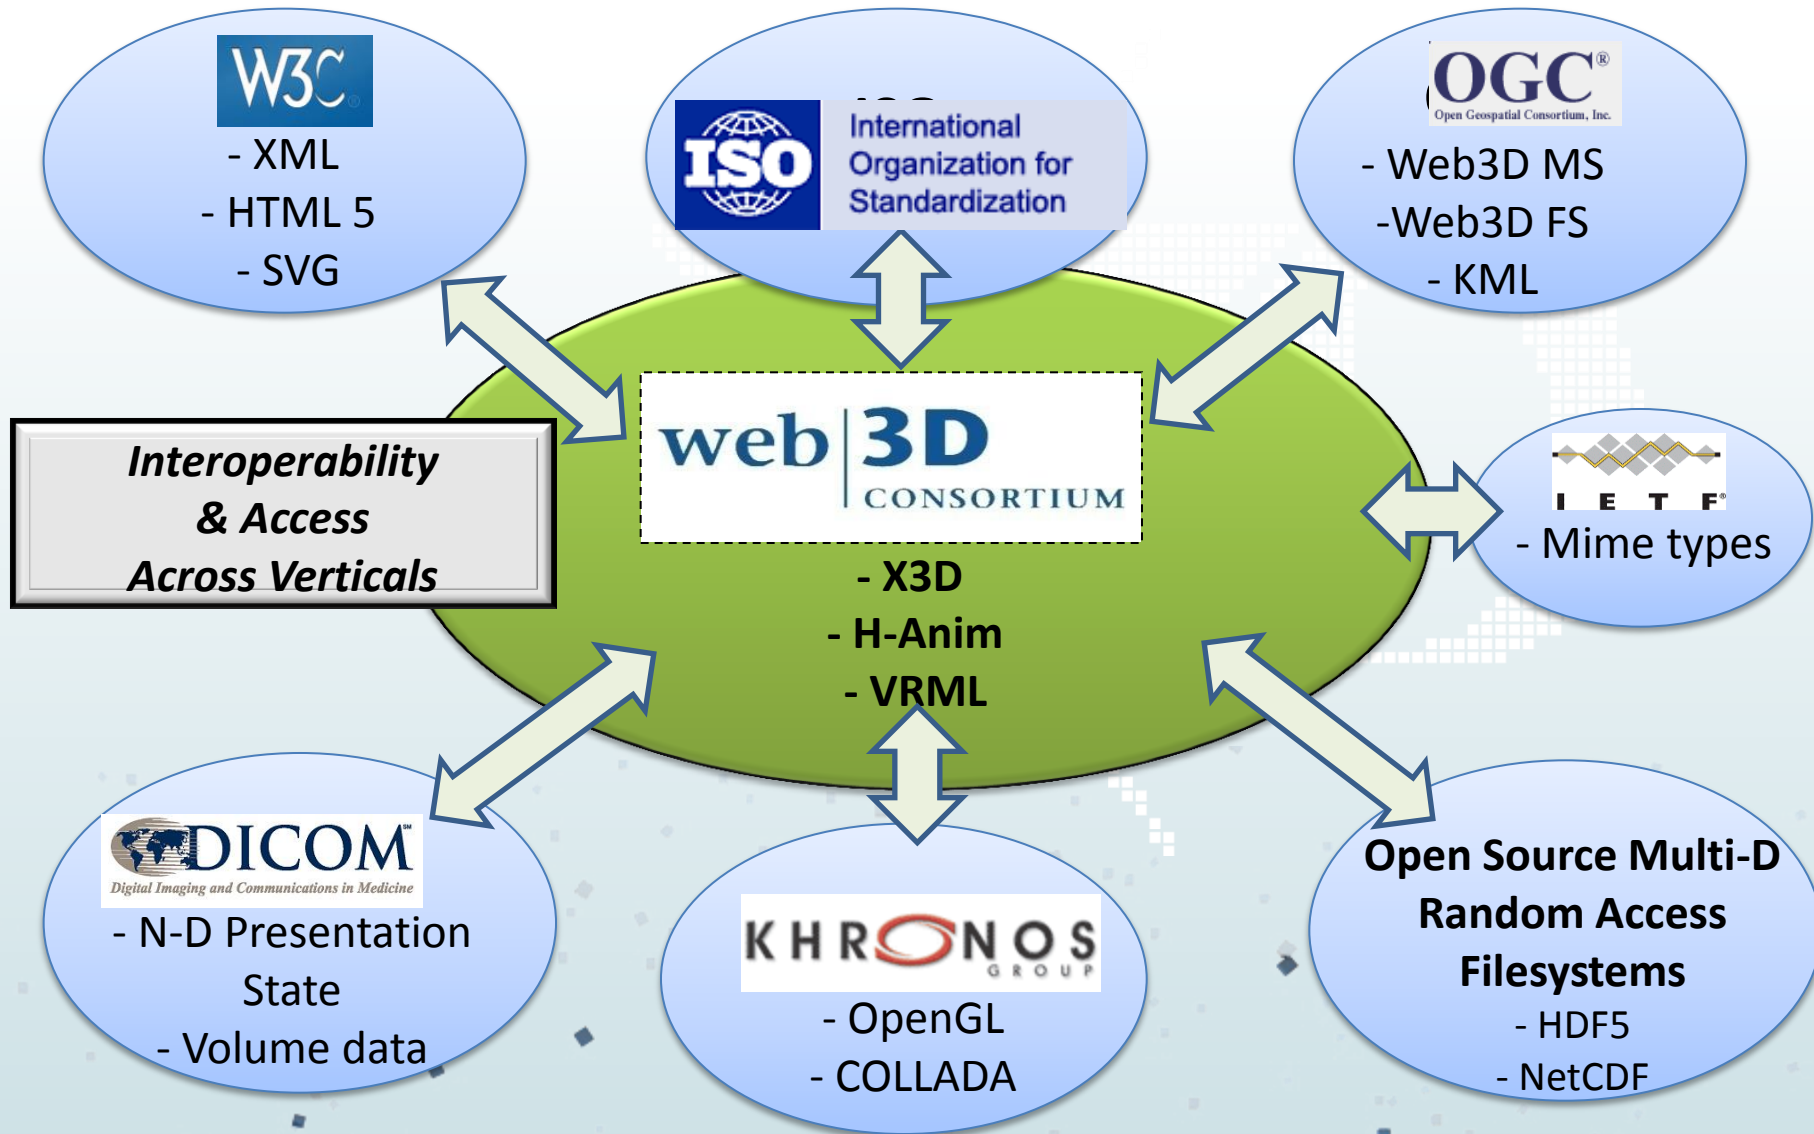 W3C®
- XML
- HTML 5
- SVG
ISO
International
Organization for
Standardization
OGC®
Open Geospatial Consortium, Inc.
- Web3D MS
-Web3D FS
- KML
Interoperability
& Access
Across Verticals
web 3D
CONSORTIUM
- X3D
- H-Anim
- VRML
I E T F®
- Mime types
DICOM℠
Digital Imaging and Communications in Medicine
- N-D Presentation
State
- Volume data
KHRONOS
GROUP
- OpenGL
- COLLADA
Open Source Multi-D
Random Access
Filesystems
- HDF5
- NetCDF